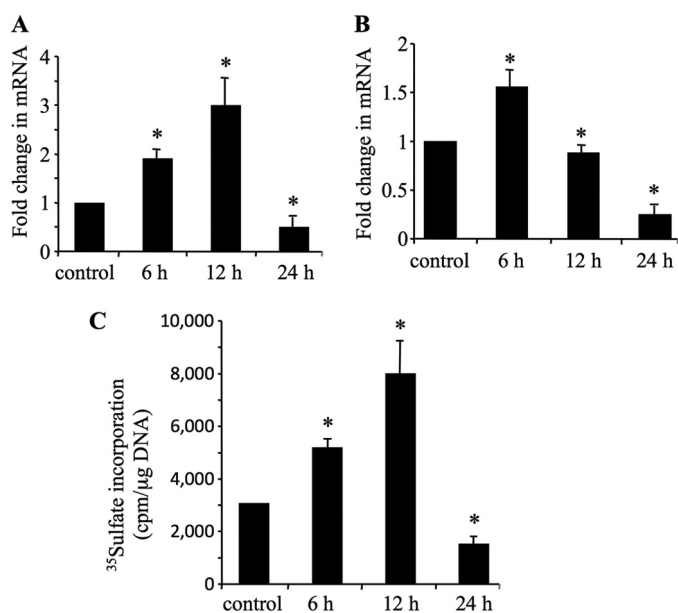 A
Fold change in mRNA
4
3
2
1
0
*
*
*
control 6 h 12 h 24 h
B
Fold change in mRNA
2
1.5
1
0.5
0
*
*
*
control 6 h 12 h 24 h
C
³⁵Sulfate incorporation
(cpm/µg DNA)
10,000
8,000
6,000
4,000
2,000
0
*
*
*
control 6 h 12 h 24 h